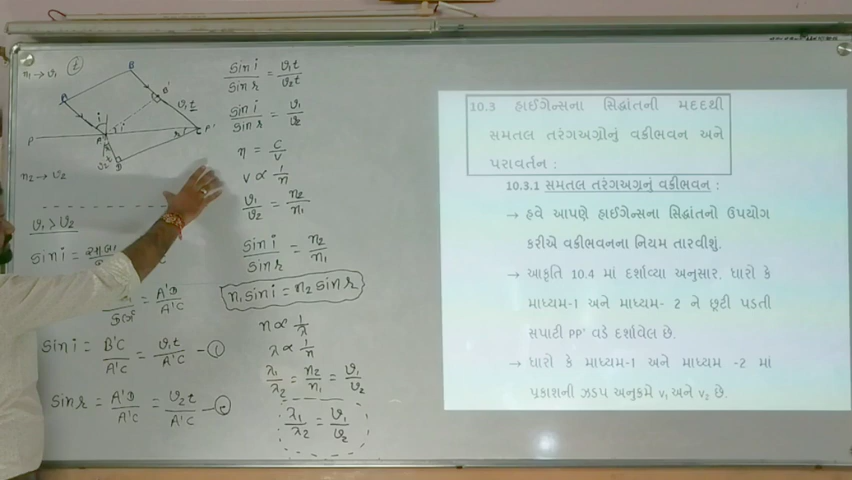 n₁→v₁
t
B
A
B'
v₁t
i
i
P
A'
r
C
P'
v₂t
D
n₂→v₂
v₁ > v₂
sin i =
= A'D / A'C
sin i = B'C / A'C = v₁t / A'C — ①
sin r = A'D / A'C = v₂t / A'C — ②
sin i / sin r = v₁t / v₂t
sin i / sin r = v₁ / v₂
n = c / v
v ∝ 1 / n
v₁ / v₂ = n₂ / n₁
sin i / sin r = n₂ / n₁
n₁ sin i = n₂ sin r
n ∝ 1 / λ
λ ∝ 1 / n
λ₁ / λ₂ = n₂ / n₁ = v₁ / v₂
λ₁ / λ₂ = v₁ / v₂
10.3 હાઈગેન્સના સિદ્ધાંતની મદદથી
સમતલ તરંગઅગ્રોનું વક્રીભવન અને
પરાવર્તન :
10.3.1 સમતલ તરંગઅગ્રનું વક્રીભવન :
→ હવે આપણે હાઈગેન્સના સિદ્ધાંતનો ઉપયોગ
કરીએ વક્રીભવનના નિયમ તારવીશું.
→ આકૃતિ 10.4 માં દર્શાવ્યા અનુસાર, ધારો કે
માધ્યમ-1 અને માધ્યમ- 2 ને છૂટી પડતી
સપાટી PP' વડે દર્શાવેલ છે.
→ ધારો કે માધ્યમ-1 અને માધ્યમ -2 માં
પ્રકાશની ઝડપ અનુક્રમે v₁ અને v₂ છે.